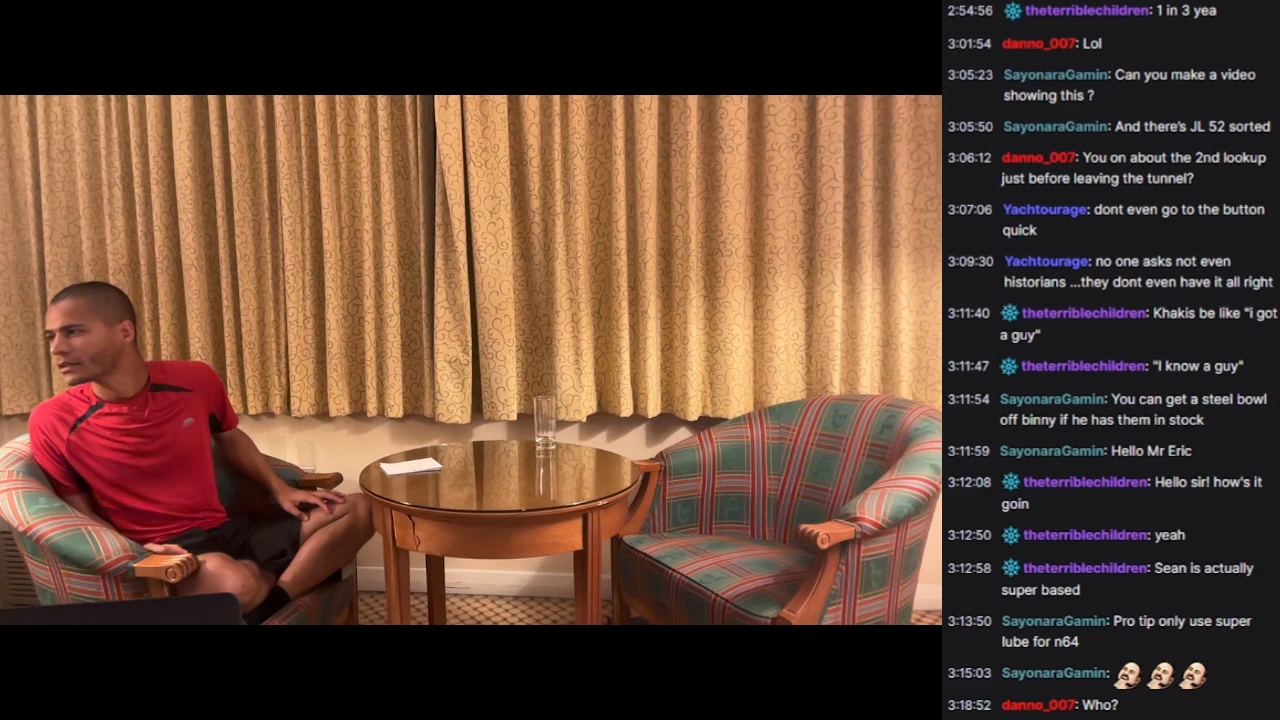 2:54:56 theterriblechildren: 1 in 3 yea
3:01:54 danno_007: Lol
3:05:23 SayonaraGamin: Can you make a video
showing this ?
3:05:50 SayonaraGamin: And there's JL 52 sorted
3:06:12 danno_007: You on about the 2nd lookup
just before leaving the tunnel?
3:07:06 Yachtourage: dont even go to the button
quick
3:09:30 Yachtourage: no one asks not even
historians ...they dont even have it all right
3:11:40 theterriblechildren: Khakis be like "i got
a guy"
3:11:47 theterriblechildren: "I know a guy"
3:11:54 SayonaraGamin: You can get a steel bowl
off binny if he has them in stock
3:11:59 SayonaraGamin: Hello Mr Eric
3:12:08 theterriblechildren: Hello sir! how's it
goin
3:12:50 theterriblechildren: yeah
3:12:58 theterriblechildren: Sean is actually
super based
3:13:50 SayonaraGamin: Pro tip only use super
lube for n64
3:15:03 SayonaraGamin:
3:18:52 danno_007: Who?